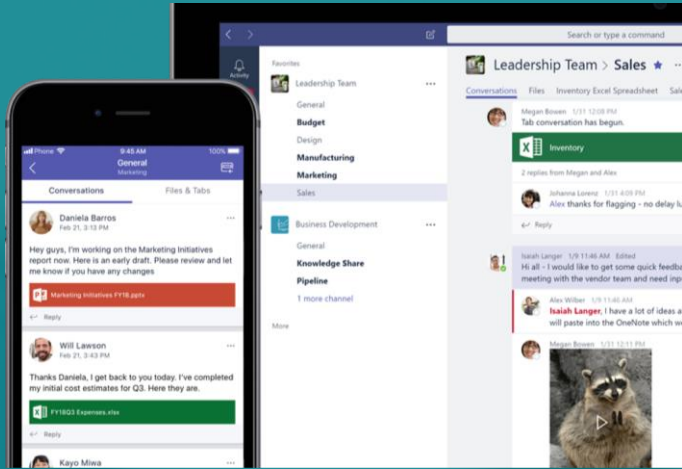 Phone
9:45 AM
100%
General
Marketing
Conversations
Files & Tabs
Daniela Barros
Feb 21, 3:13 PM
Hey guys, I'm working on the Marketing Initiatives
report now. Here is an early draft. Please review and let
me know if you have any changes
Marketing Initiatives FY18.pptx
Reply
Will Lawson
Feb 21, 3:43 PM
Thanks Daniela, I get back to you today. I've completed
my initial cost estimates for Q3. Here they are.
FY18Q3 Expenses.xlsx
Reply
Kayo Miwa
Search or type a command
Activity
Favorites
Leadership Team
General
Budget
Design
Manufacturing
Marketing
Sales
Business Development
General
Knowledge Share
Pipeline
1 more channel
More
Leadership Team > Sales
Conversations Files Inventory Excel Spreadsheet
Megan Bowen 1/31 12:08 PM
Tab conversation has begun.
Inventory
2 replies from Megan and Alex
Johanna Lorenz 1/31 4:09 PM
Alex thanks for flagging - no delay
Reply
Isaiah Langer 1/9 11:46 AM Edited
Hi all - I would like to get some quick
meeting with the vendor team and need
Alex Wilber 1/9 11:46 AM
Isaiah Langer, I have a lot of ideas
will paste into the OneNote which
Megan Bowen 1/31 12:11 PM